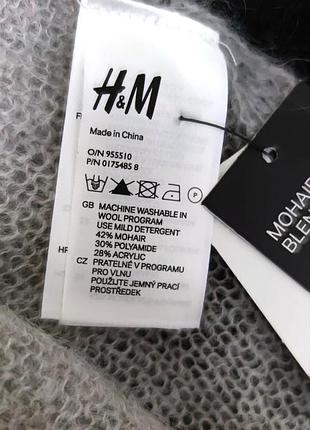 H&M
Made in China
O/N 955510
P/N 0175485 8
P
GB MACHINE WASHABLE IN
WOOL PROGRAM
USE MILD DETERGENT
42% MOHAIR
30% POLYAMIDE
28% ACRYLIC
CZ PRATELNÉ V PROGRAMU
PRO VLNU
POUŽIJTE JEMNÝ PRACÍ
PROSTŘEDEK
HR
MOHAIR
BLEN